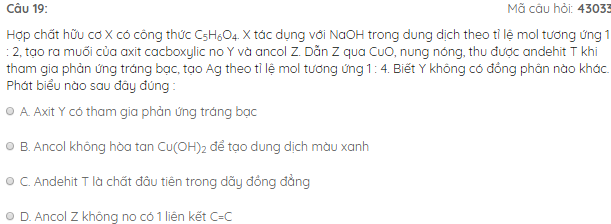 Câu 19: Mã câu hỏi: 43033
Hợp chất hữu cơ X có công thức C₅H₆O₄. X tác dụng với NaOH trong dung dịch theo tỉ lệ mol tương ứng 1
: 2, tạo ra muối của axit cacboxylic no Y và ancol Z. Dẫn Z qua CuO, nung nóng, thu được andehit T khi
tham gia phản ứng tráng bạc, tạo Ag theo tỉ lệ mol tương ứng 1 : 4. Biết Y không có đồng phân nào khác.
Phát biểu nào sau đây đúng :
A. Axit Y có tham gia phản ứng tráng bạc
B. Ancol không hòa tan Cu(OH)₂ để tạo dung dịch màu xanh
C. Andehit T là chất đầu tiên trong dãy đồng đẳng
D. Ancol Z không no có 1 liên kết C=C